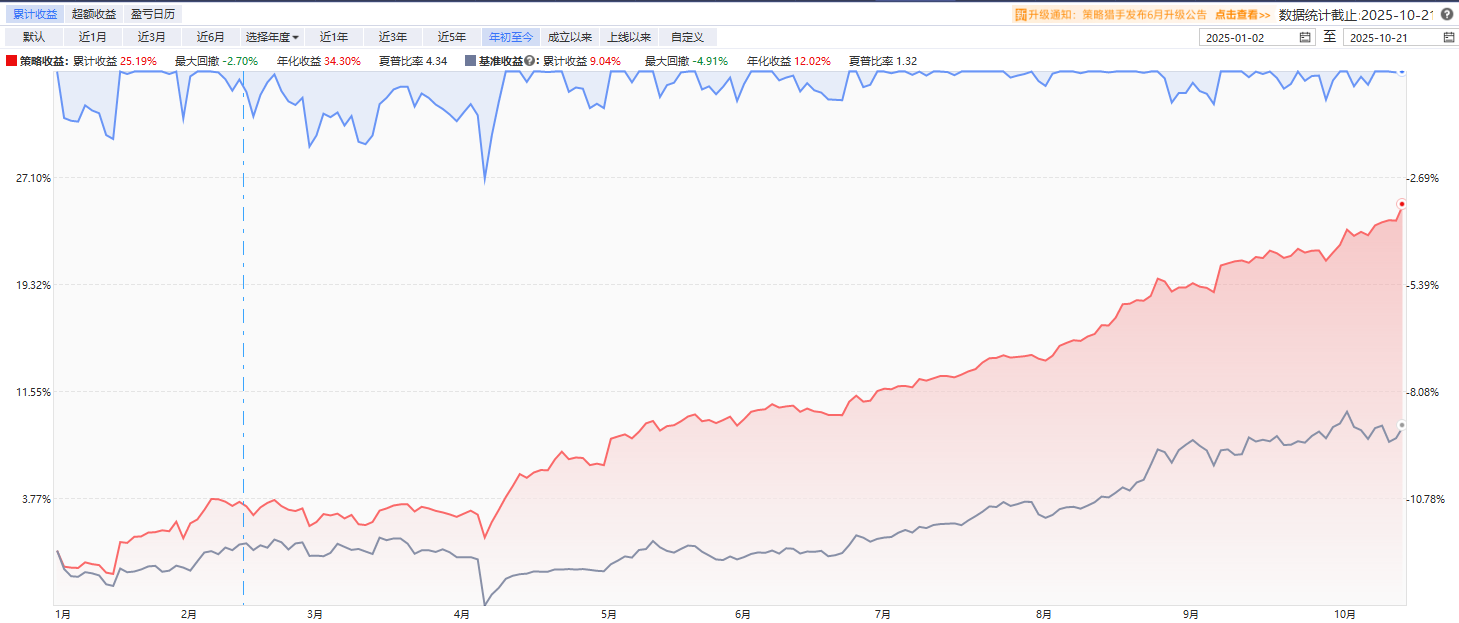 累计收益 超额收益 盈亏日历 升级通知：策略猎手发布6月升级公告 点击查看>> 数据统计截止:2025-10-21
默认 近1月 近3月 近6月 选择年度 近1年 近3年 近5年 年初至今 成立以来 上线以来 自定义 2025-01-02 至 2025-10-21
策略收益: 累计收益 25.19% 最大回撤 -2.70% 年化收益 34.30% 夏普比率 4.34 基准收益: 累计收益 9.04% 最大回撤 -4.91% 年化收益 12.02% 夏普比率 1.32
27.10% -2.69%
19.32% -5.39%
11.55% -8.08%
3.77% -10.78%
1月 2月 3月 4月 5月 6月 7月 8月 9月 10月